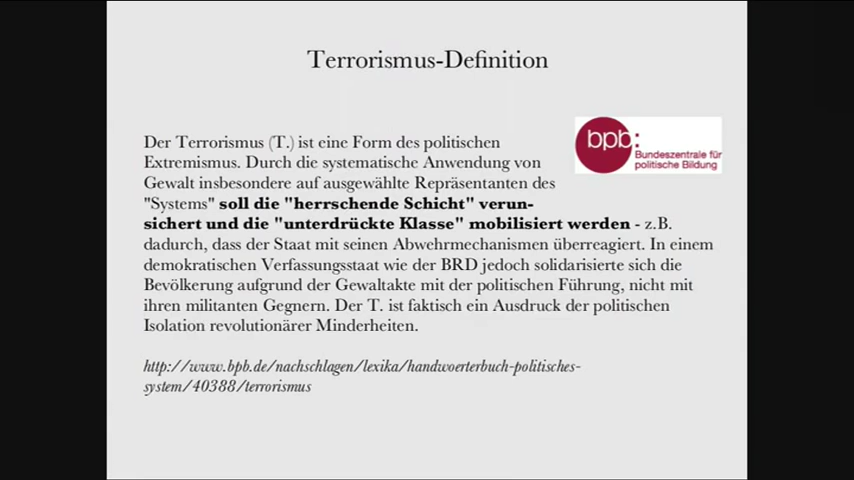 Terrorismus-Definition
bpb:
Bundeszentrale für
politische Bildung
Der Terrorismus (T.) ist eine Form des politischen
Extremismus. Durch die systematische Anwendung von
Gewalt insbesondere auf ausgewählte Repräsentanten des
"Systems" soll die "herrschende Schicht" verun-
sichert und die "unterdrückte Klasse" mobilisiert werden - z.B.
dadurch, dass der Staat mit seinen Abwehrmechanismen überreagiert. In einem
demokratischen Verfassungsstaat wie der BRD jedoch solidarisierte sich die
Bevölkerung aufgrund der Gewaltakte mit der politischen Führung, nicht mit
ihren militanten Gegnern. Der T. ist faktisch ein Ausdruck der politischen
Isolation revolutionärer Minderheiten.
http://www.bpb.de/nachschlagen/lexika/handwoerterbuch-politisches-
system/40388/terrorismus